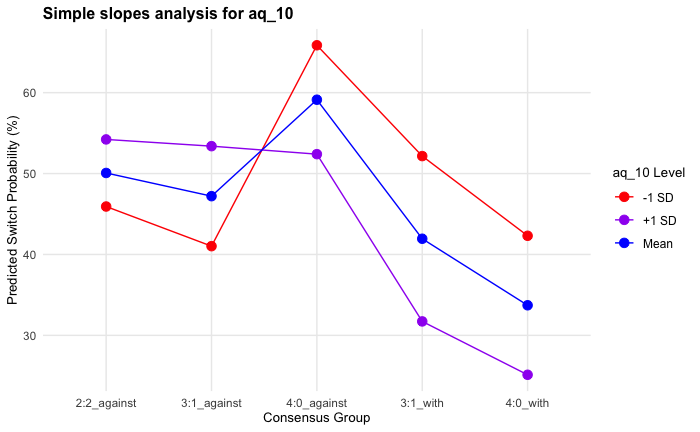 Simple slopes analysis for aq_10
Predicted Switch Probability (%)
60
50
40
30
2:2_against 3:1_against 4:0_against 3:1_with 4:0_with
Consensus Group
aq_10 Level
-1 SD
+1 SD
Mean